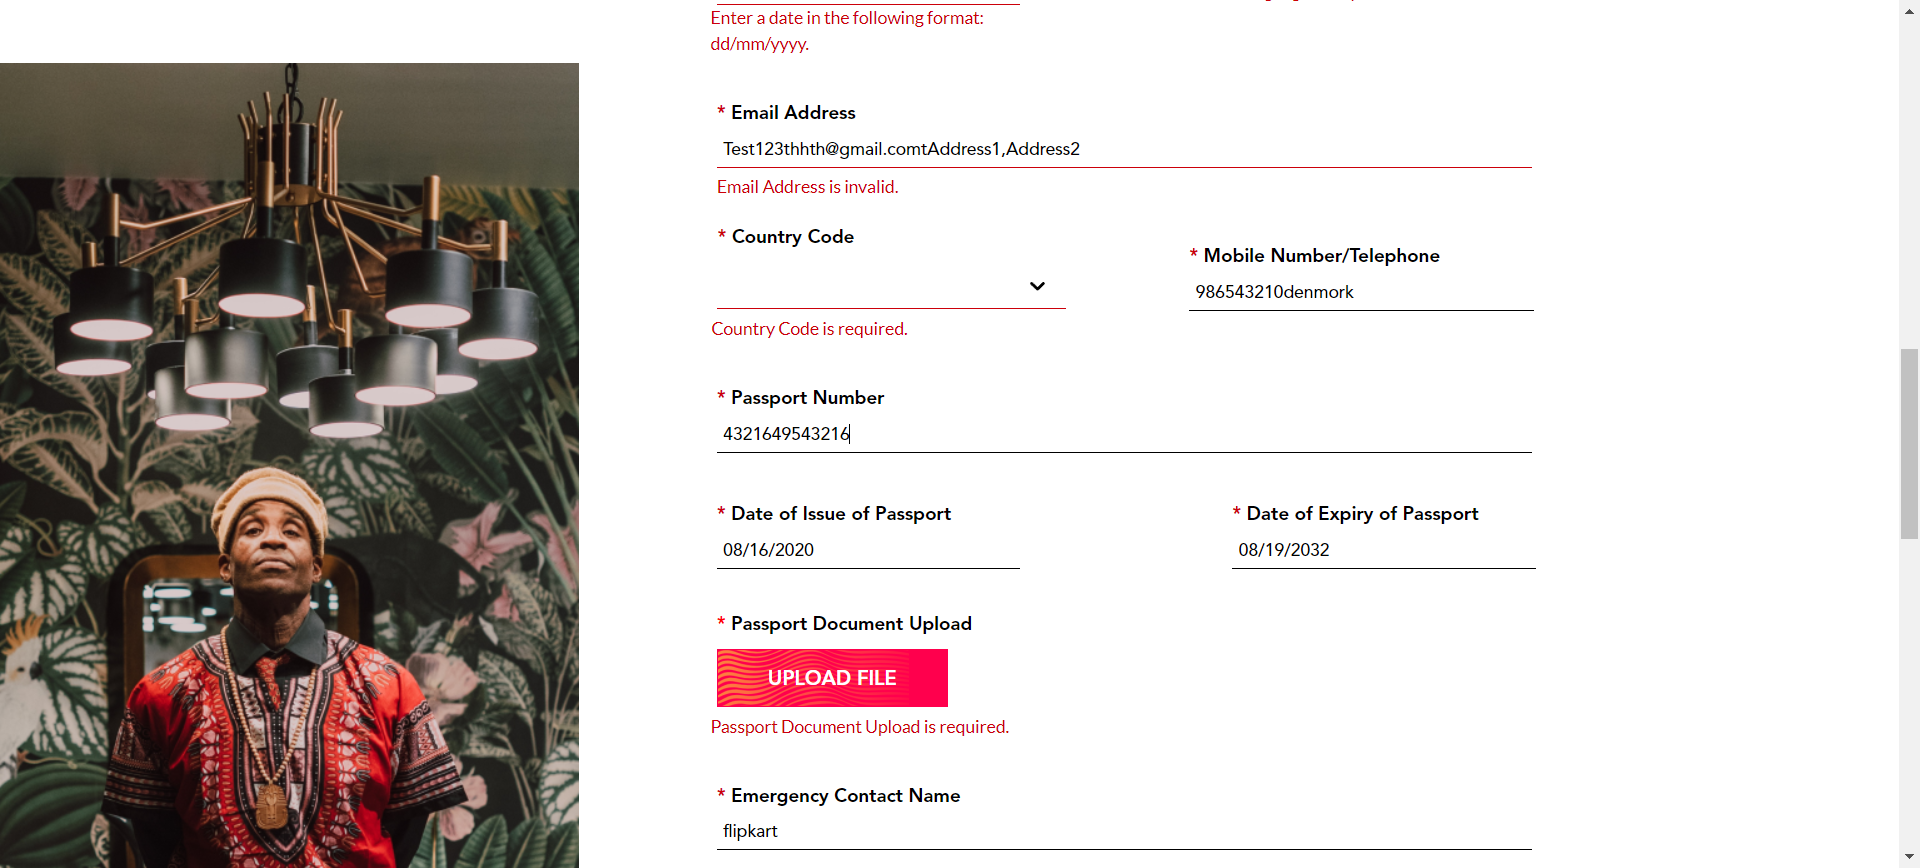 Enter a date in the following format:
dd/mm/yyyy.
* Email Address
Test123thhth@gmail.comtAddress1,Address2
Email Address is invalid.
* Country Code
* Mobile Number/Telephone
986543210denmork
Country Code is required.
* Passport Number
4321649543216
* Date of Issue of Passport
* Date of Expiry of Passport
08/16/2020
08/19/2032
* Passport Document Upload
UPLOAD FILE
Passport Document Upload is required.
* Emergency Contact Name
flipkart